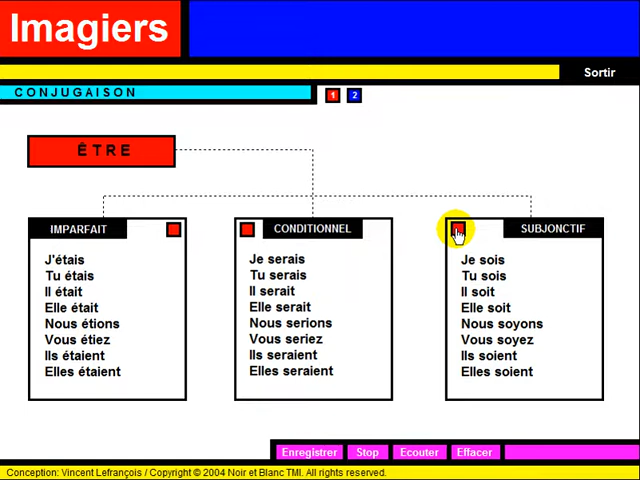 Imagiers
Sortir
CONJUGAISON
1 2
ÊTRE
IMPARFAIT
J'étais
Tu étais
Il était
Elle était
Nous étions
Vous étiez
Ils étaient
Elles étaient
CONDITIONNEL
Je serais
Tu serais
Il serait
Elle serait
Nous serions
Vous seriez
Ils seraient
Elles seraient
SUBJONCTIF
Je sois
Tu sois
Il soit
Elle soit
Nous soyons
Vous soyez
Ils soient
Elles soient
Enregistrer Stop Ecouter Effacer
Conception: Vincent Lefrançois / Copyright © 2004 Noir et Blanc TMI. All rights reserved.